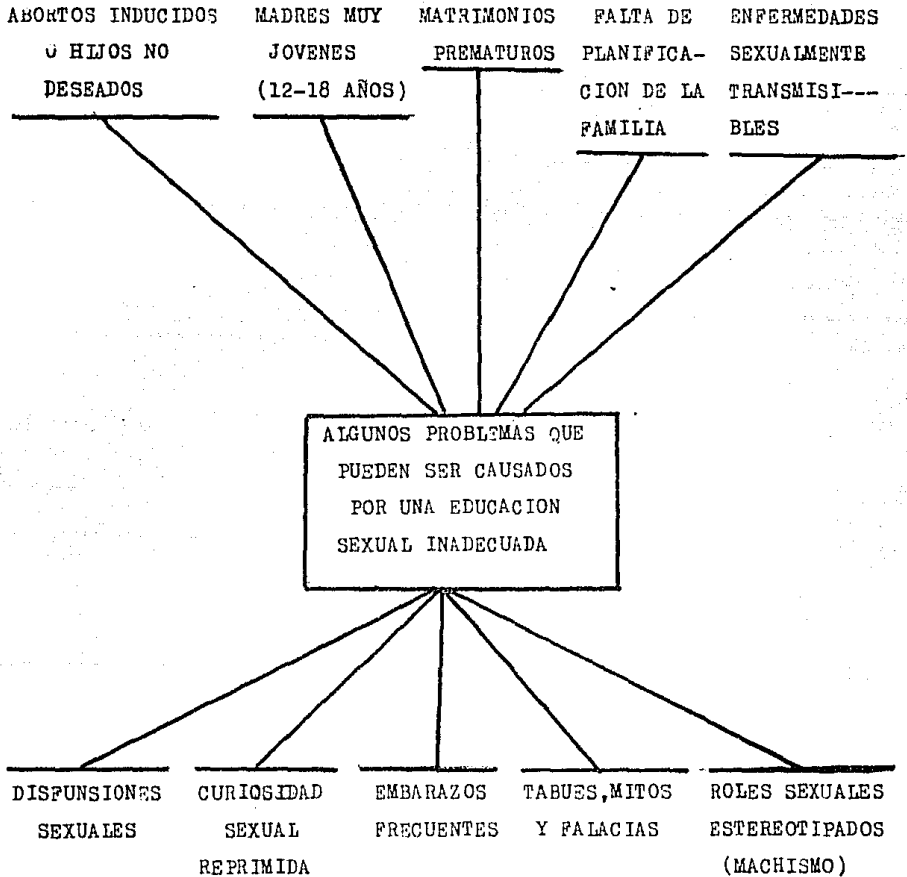 ABORTOS INDUCIDOS
O HIJOS NO
DESEADOS
MADRES MUY
JOVENES
(12-18 AÑOS)
MATRIMONIOS
PREMATUROS
FALTA DE
PLANIFICA-
CION DE LA
FAMILIA
ENFERMEDADES
SEXUALMENTE
TRANSMISI---
BLES
ALGUNOS PROBLEMAS QUE
PUEDEN SER CAUSADOS
POR UNA EDUCACION
SEXUAL INADECUADA
DISFUNSIONES
SEXUALES
CURIOSIDAD
SEXUAL
REPRIMIDA
EMBARAZOS
FRECUENTES
TABUES, MITOS
Y FALACIAS
ROLES SEXUALES
ESTEREOTIPADOS
(MACHISMO)